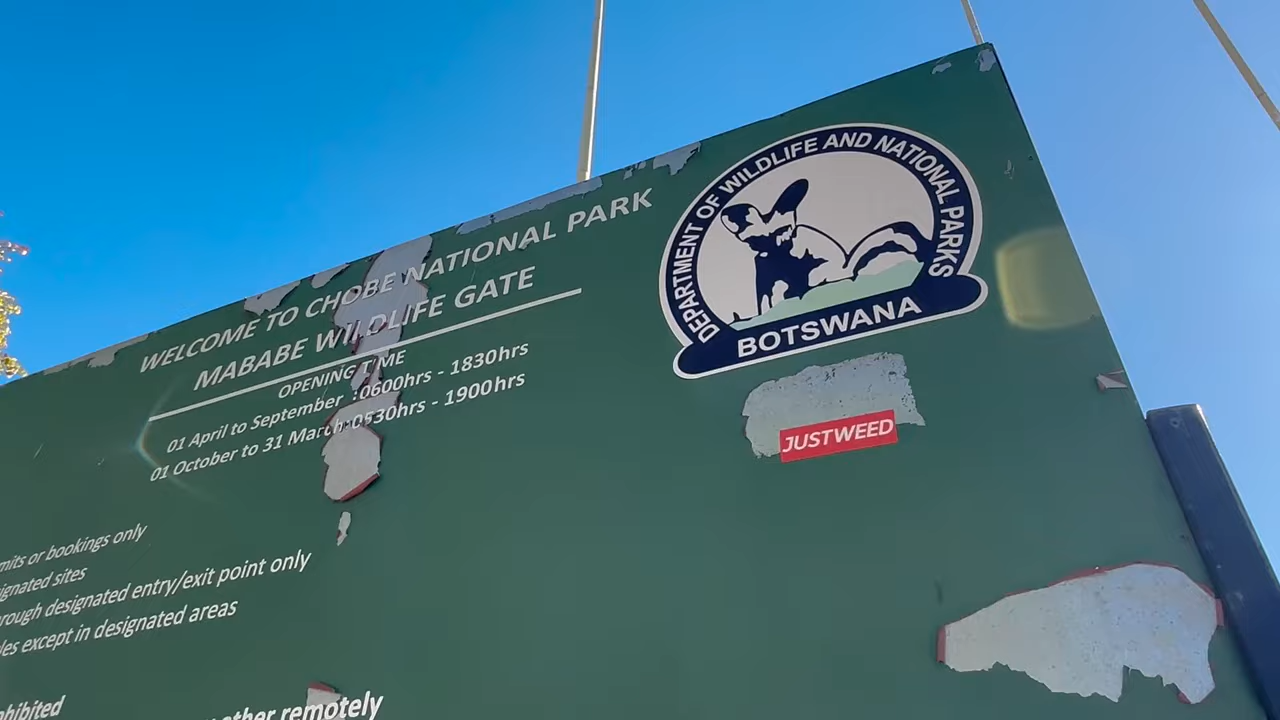 WELCOME TO CHOBE NATIONAL PARK
MABABE WILDLIFE GATE
OPENING TIME
01 April to September :0600hrs - 1830hrs
01 October to 31 March:0530hrs - 1900hrs
DEPARTMENT OF WILDLIFE AND NATIONAL PARKS
BOTSWANA
JUSTWEED
mits or bookings only
ignated sites
rough designated entry/exit point only
les except in designated areas
hibited
other remotely